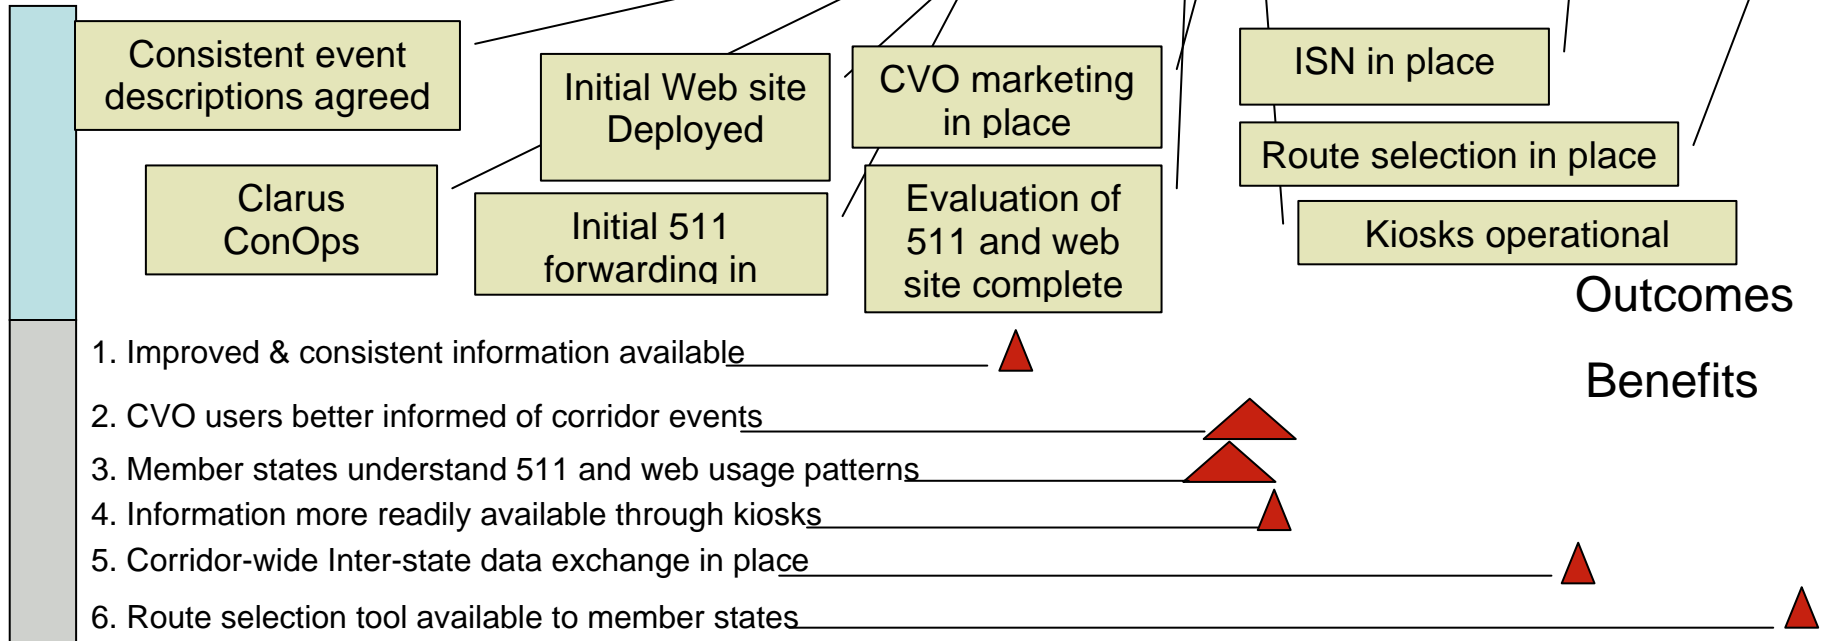 Consistent event
descriptions agreed
Initial Web site
Deployed
CVO marketing
in place
ISN in place
Route selection in place
Clarus
ConOps
Initial 511
forwarding in
Evaluation of
511 and web
site complete
Kiosks operational
Outcomes
Benefits
1. Improved & consistent information available
2. CVO users better informed of corridor events
3. Member states understand 511 and web usage patterns
4. Information more readily available through kiosks
5. Corridor-wide Inter-state data exchange in place
6. Route selection tool available to member states